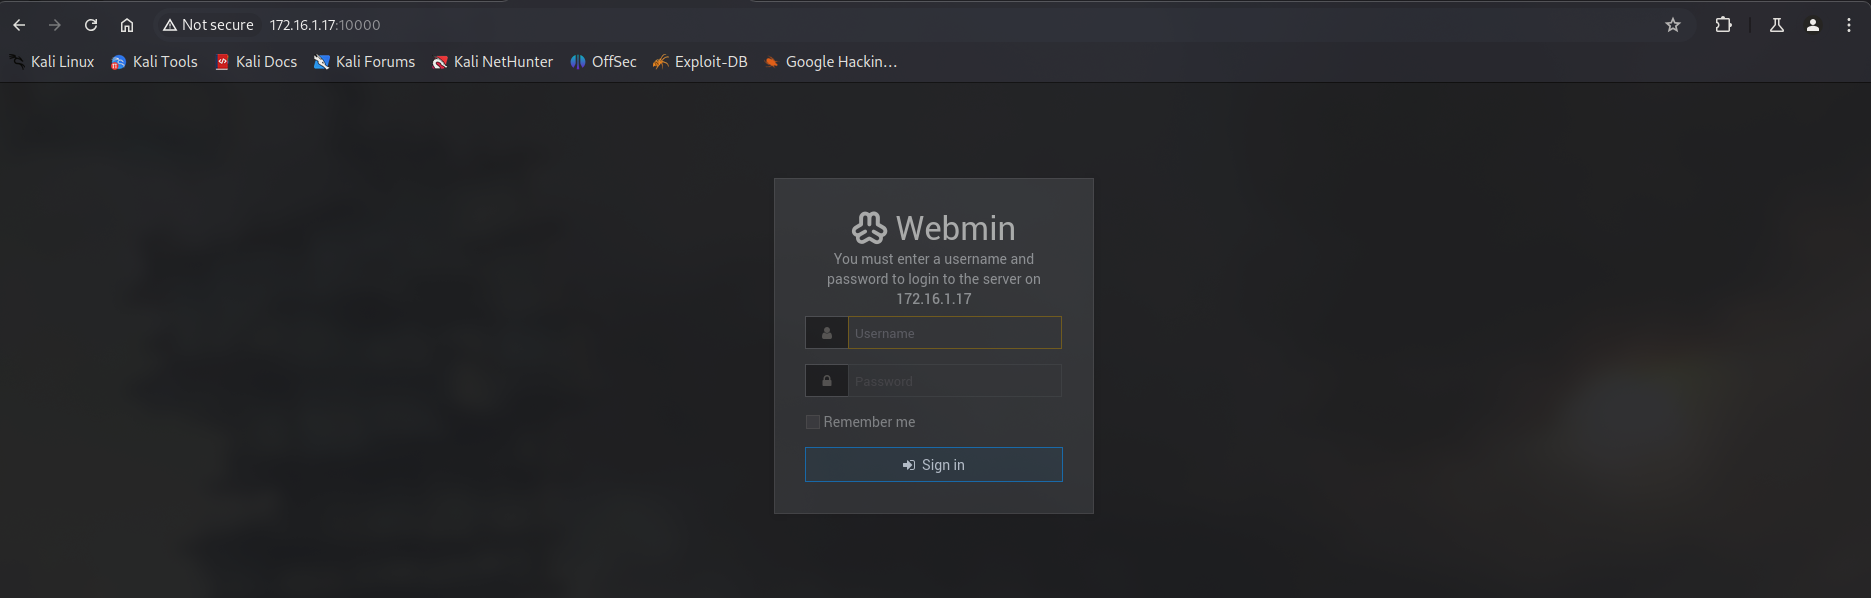 Not secure 172.16.1.17:10000
Kali Linux Kali Tools Kali Docs Kali Forums Kali NetHunter OffSec Exploit-DB Google Hackin…
Webmin
You must enter a username and
password to login to the server on
172.16.1.17
Username
Password
Remember me
Sign in